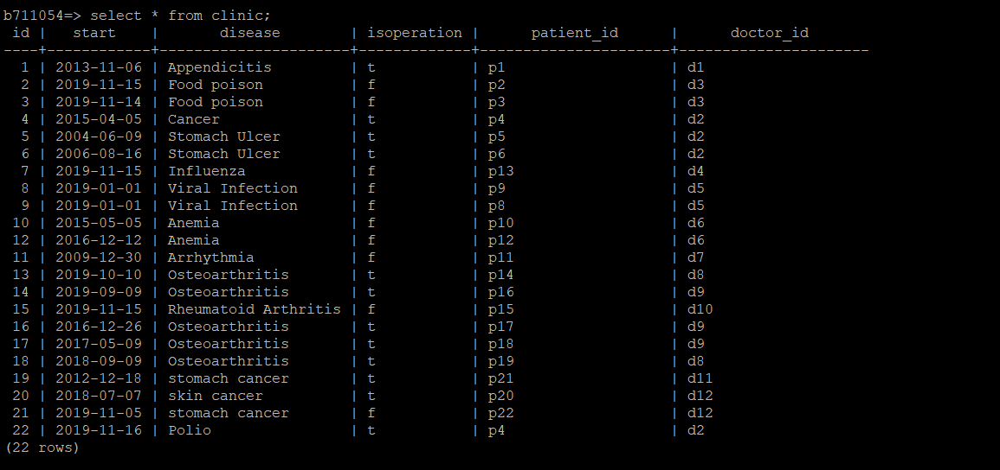 b711054=> select * from clinic;
 id |   start    |       disease        | isoperation |      patient_id      |      doctor_id
----+------------+----------------------+-------------+----------------------+----------------------
  1 | 2013-11-06 | Appendicitis         | t           | p1                   | d1
  2 | 2019-11-15 | Food poison          | f           | p2                   | d3
  3 | 2019-11-14 | Food poison          | f           | p3                   | d3
  4 | 2015-04-05 | Cancer               | t           | p4                   | d2
  5 | 2004-06-09 | Stomach Ulcer        | t           | p5                   | d2
  6 | 2006-08-16 | Stomach Ulcer        | t           | p6                   | d2
  7 | 2019-11-15 | Influenza            | f           | p13                  | d4
  8 | 2019-01-01 | Viral Infection      | f           | p9                   | d5
  9 | 2019-01-01 | Viral Infection      | f           | p8                   | d5
 10 | 2015-05-05 | Anemia               | f           | p10                  | d6
 12 | 2016-12-12 | Anemia               | f           | p12                  | d6
 11 | 2009-12-30 | Arrhythmia           | f           | p11                  | d7
 13 | 2019-10-10 | Osteoarthritis       | t           | p14                  | d8
 14 | 2019-09-09 | Osteoarthritis       | t           | p16                  | d9
 15 | 2019-11-15 | Rheumatoid Arthritis | f           | p15                  | d10
 16 | 2016-12-26 | Osteoarthritis       | t           | p17                  | d9
 17 | 2017-05-09 | Osteoarthritis       | t           | p18                  | d9
 18 | 2018-09-09 | Osteoarthritis       | t           | p19                  | d8
 19 | 2012-12-18 | stomach cancer       | t           | p21                  | d11
 20 | 2018-07-07 | skin cancer          | t           | p20                  | d12
 21 | 2019-11-05 | stomach cancer       | f           | p22                  | d12
 22 | 2019-11-16 | Polio                | t           | p4                   | d2
(22 rows)